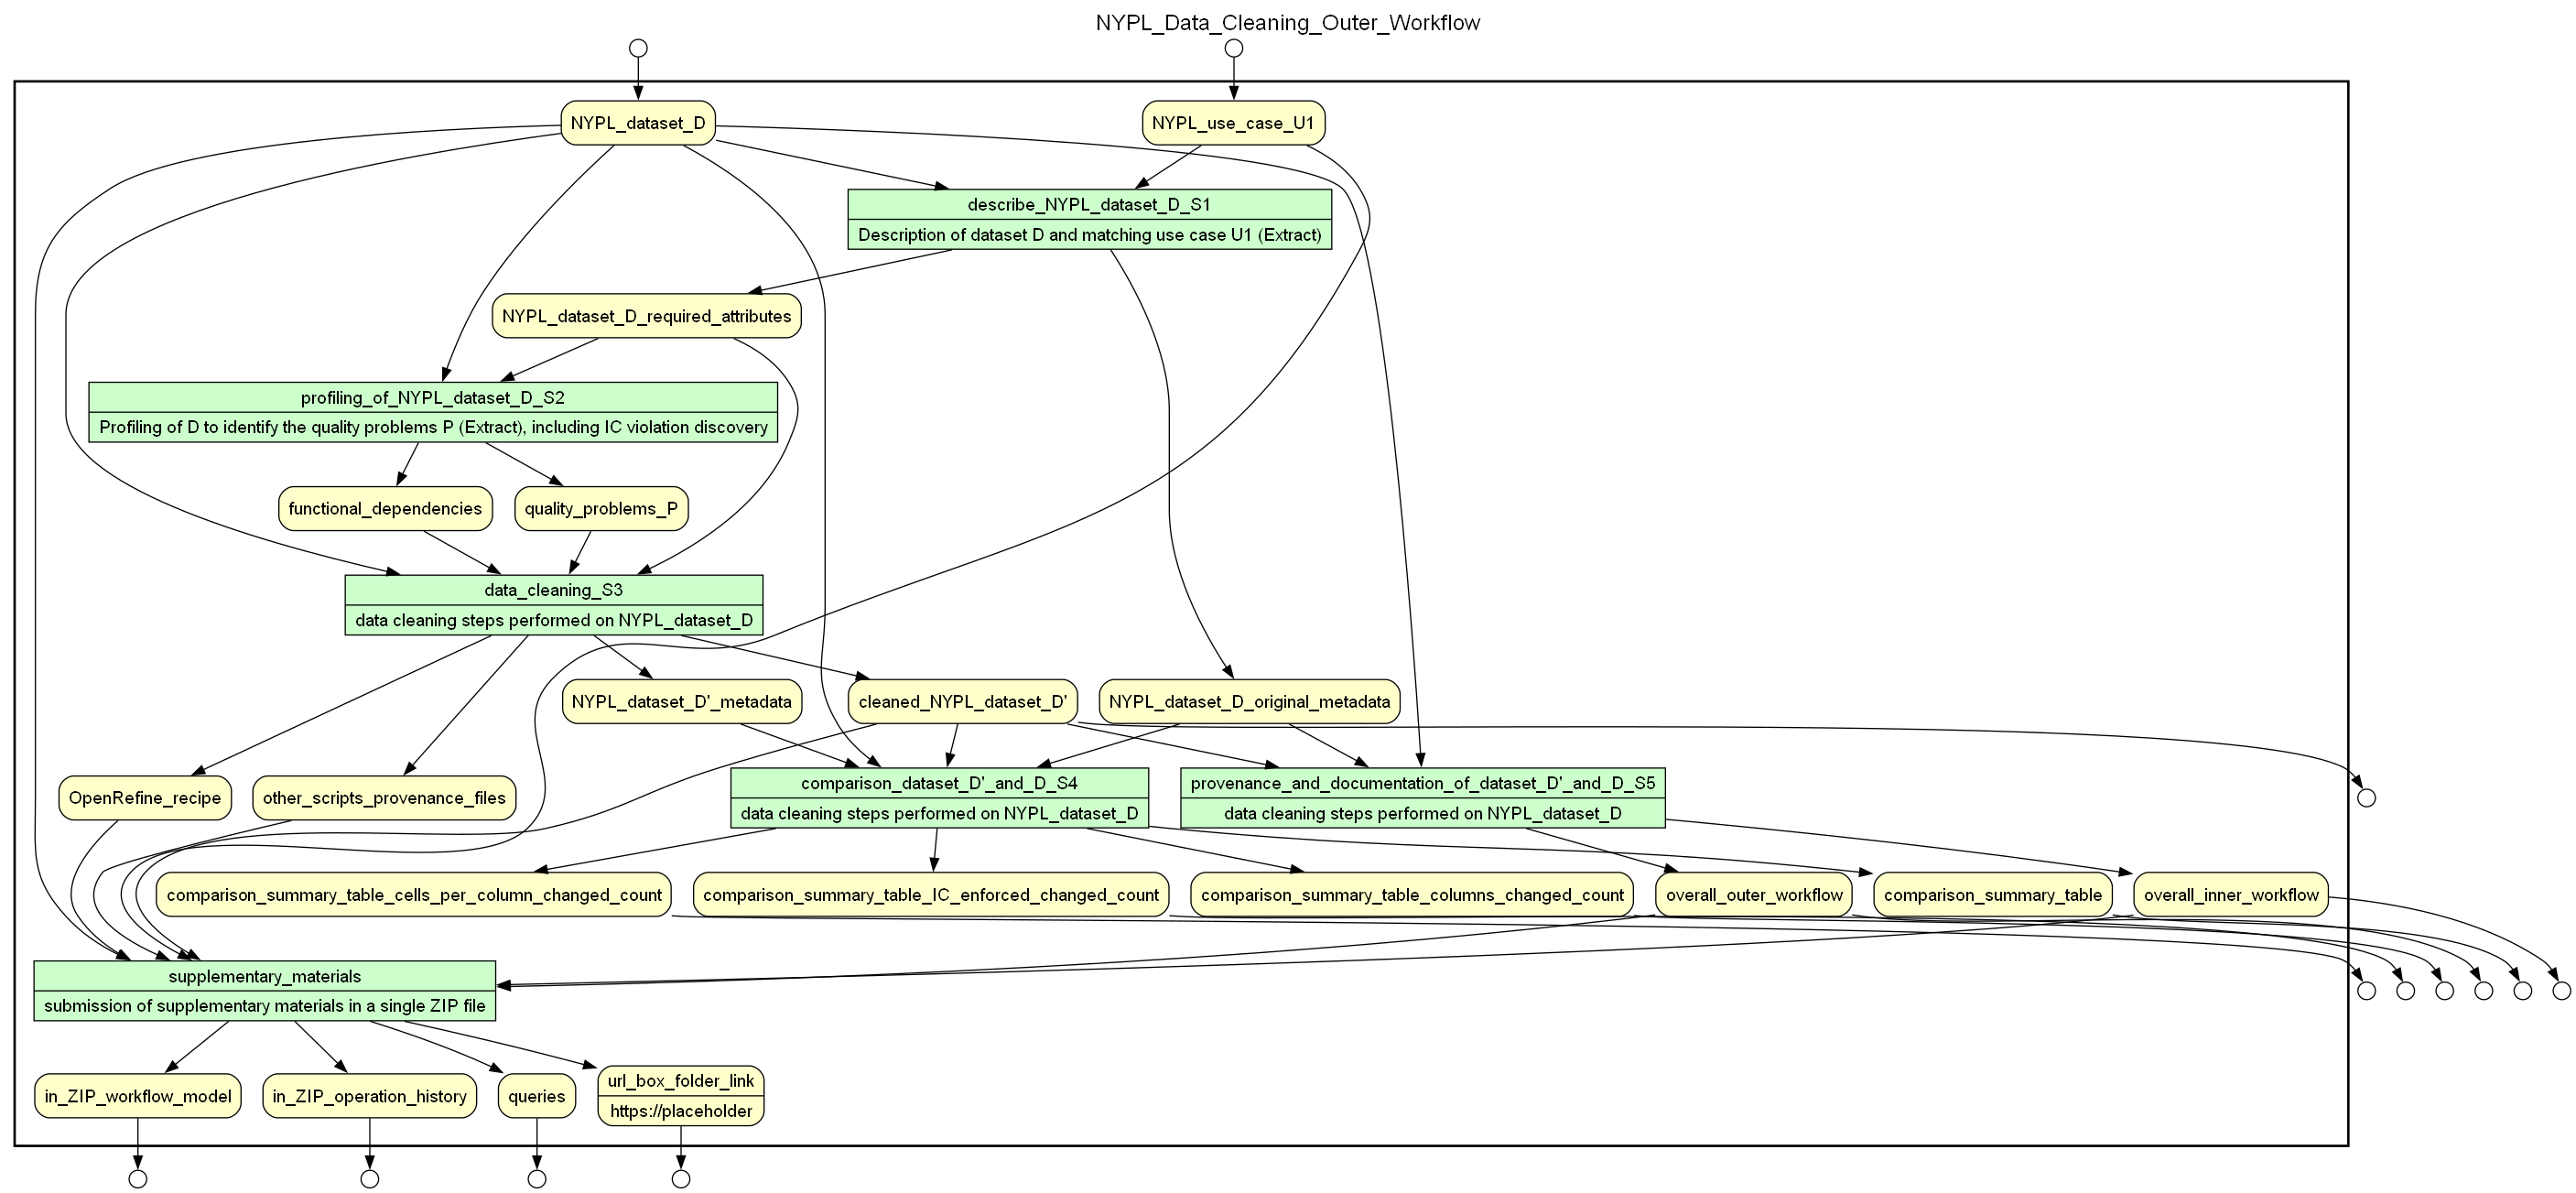 NYPL_Data_Cleaning_Outer_Workflow
NYPL_dataset_D
NYPL_use_case_U1
describe_NYPL_dataset_D_S1
Description of dataset D and matching use case U1 (Extract)
NYPL_dataset_D_required_attributes
profiling_of_NYPL_dataset_D_S2
Profiling of D to identify the quality problems P (Extract), including IC violation discovery
functional_dependencies
quality_problems_P
data_cleaning_S3
data cleaning steps performed on NYPL_dataset_D
NYPL_dataset_D'_metadata
cleaned_NYPL_dataset_D'
NYPL_dataset_D_original_metadata
OpenRefine_recipe
other_scripts_provenance_files
comparison_dataset_D'_and_D_S4
data cleaning steps performed on NYPL_dataset_D
provenance_and_documentation_of_dataset_D'_and_D_S5
data cleaning steps performed on NYPL_dataset_D
comparison_summary_table_cells_per_column_changed_count
comparison_summary_table_IC_enforced_changed_count
comparison_summary_table_columns_changed_count
overall_outer_workflow
comparison_summary_table
overall_inner_workflow
supplementary_materials
submission of supplementary materials in a single ZIP file
in_ZIP_workflow_model
in_ZIP_operation_history
queries
url_box_folder_link
https://placeholder